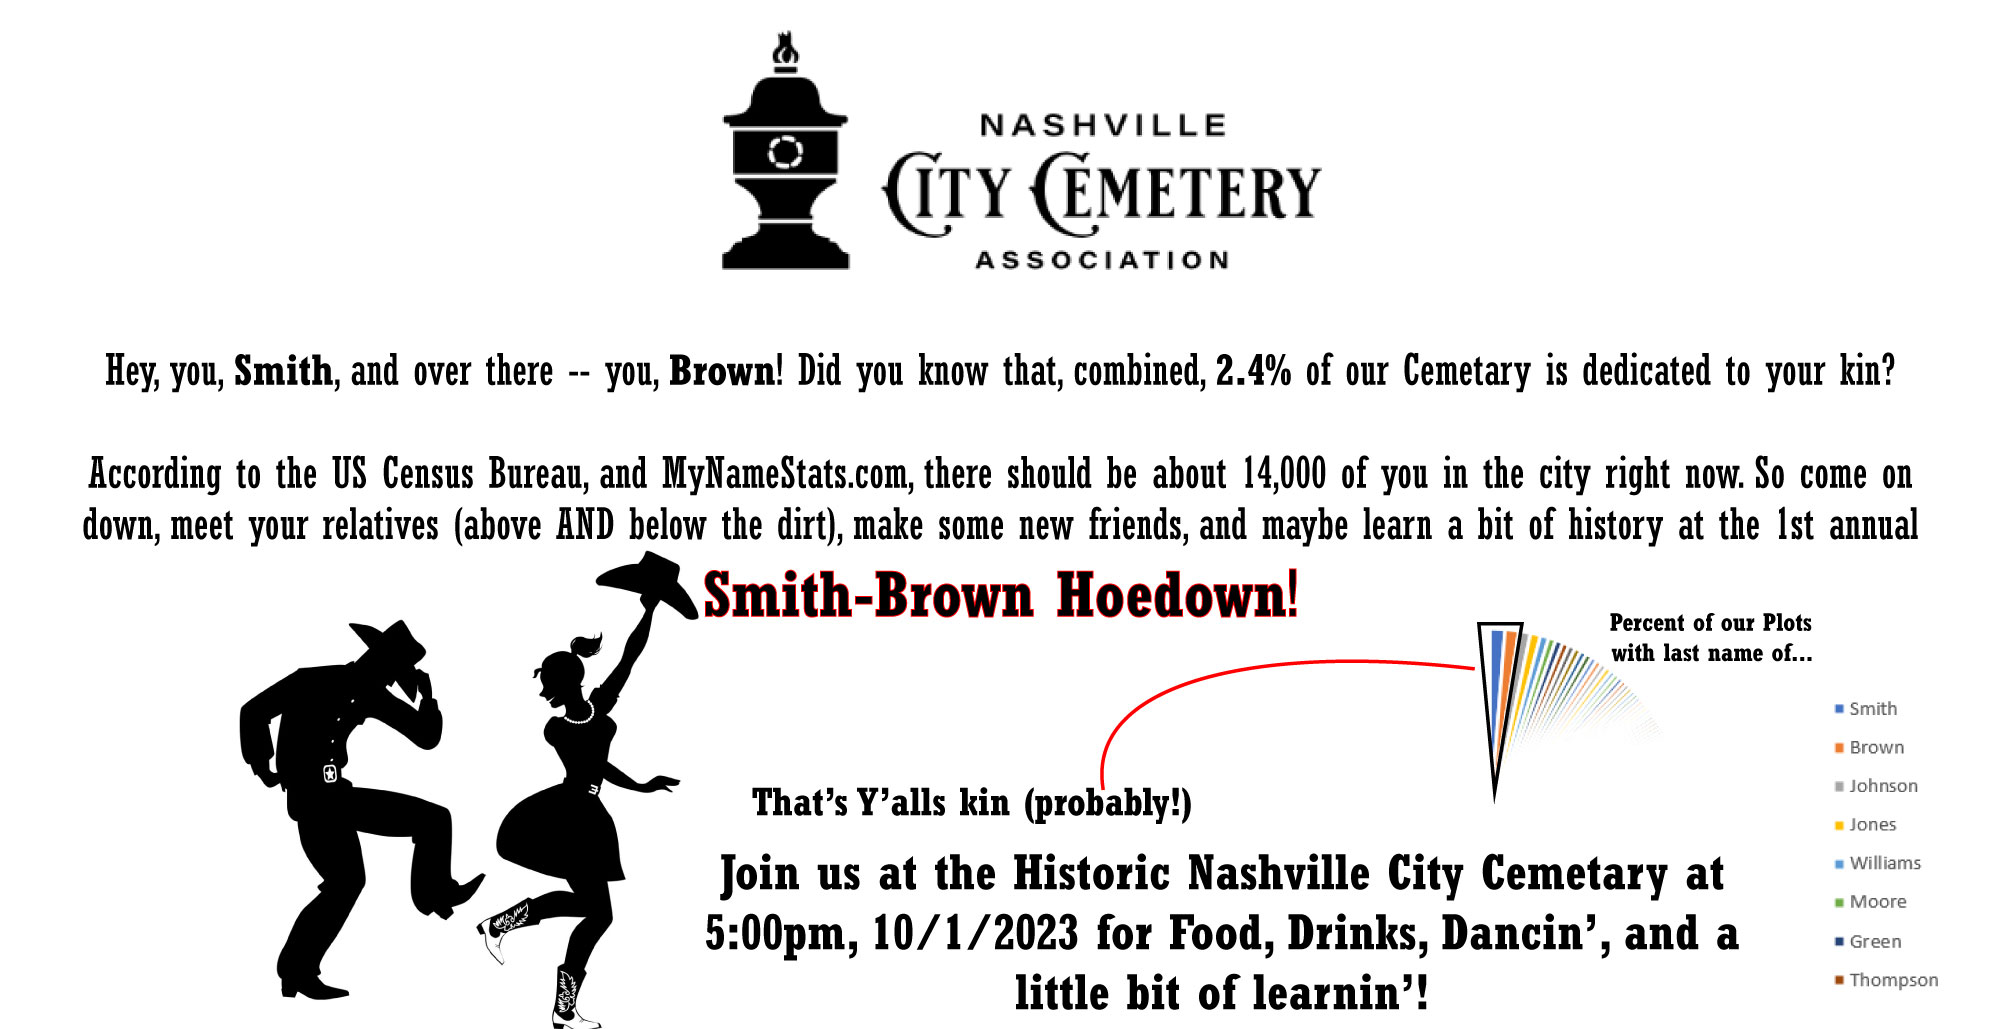 NASHVILLE
CITY CEMETERY
ASSOCIATION
Hey, you, Smith, and over there -- you, Brown! Did you know that, combined, 2.4% of our Cemetary is dedicated to your kin?
According to the US Census Bureau, and MyNameStats.com, there should be about 14,000 of you in the city right now. So come on
down, meet your relatives (above AND below the dirt), make some new friends, and maybe learn a bit of history at the 1st annual
Smith-Brown Hoedown!
Percent of our Plots
with last name of...
Smith
Brown
Johnson
Jones
Williams
Moore
Green
Thompson
That's Y'alls kin (probably!)
Join us at the Historic Nashville City Cemetary at
5:00pm, 10/1/2023 for Food, Drinks, Dancin', and a
little bit of learnin'!